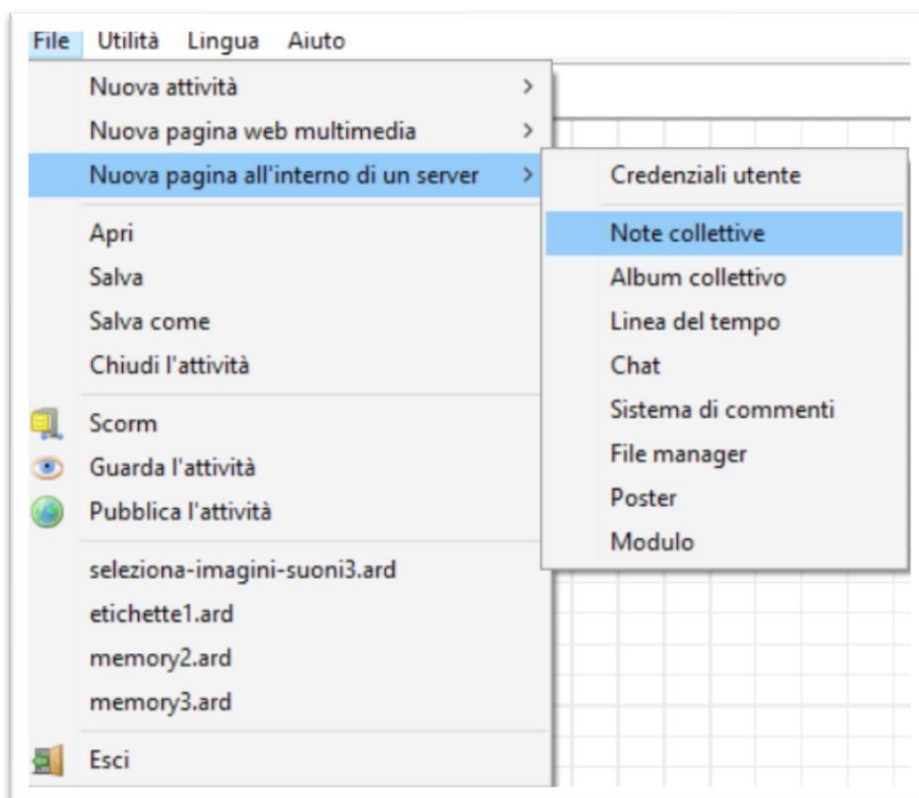 File Utilità Lingua Aiuto
Nuova attività
Nuova pagina web multimedia
Nuova pagina all'interno di un server
Apri
Salva
Salva come
Chiudi l'attività
Scorm
Guarda l'attività
Pubblica l'attività
seleziona-imagini-suoni3.ard
etichette1.ard
memory2.ard
memory3.ard
Esci
Credenziali utente
Note collettive
Album collettivo
Linea del tempo
Chat
Sistema di commenti
File manager
Poster
Modulo